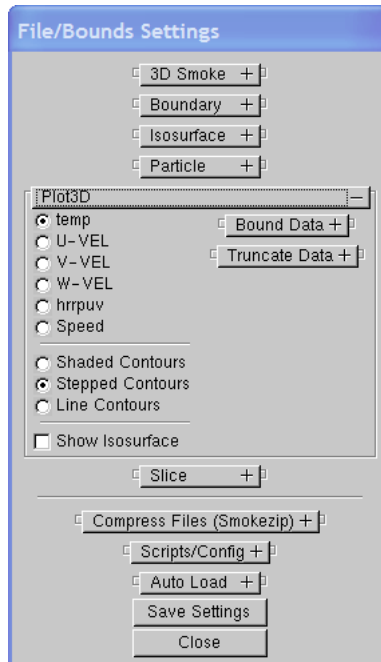 File/Bounds Settings
3D Smoke +
Boundary +
Isosurface +
Particle +
Plot3D −
temp
Bound Data +
U-VEL
V-VEL
Truncate Data +
W-VEL
hrrpuv
Speed
Shaded Contours
Stepped Contours
Line Contours
Show Isosurface
Slice +
Compress Files (Smokezip) +
Scripts/Config +
Auto Load +
Save Settings
Close